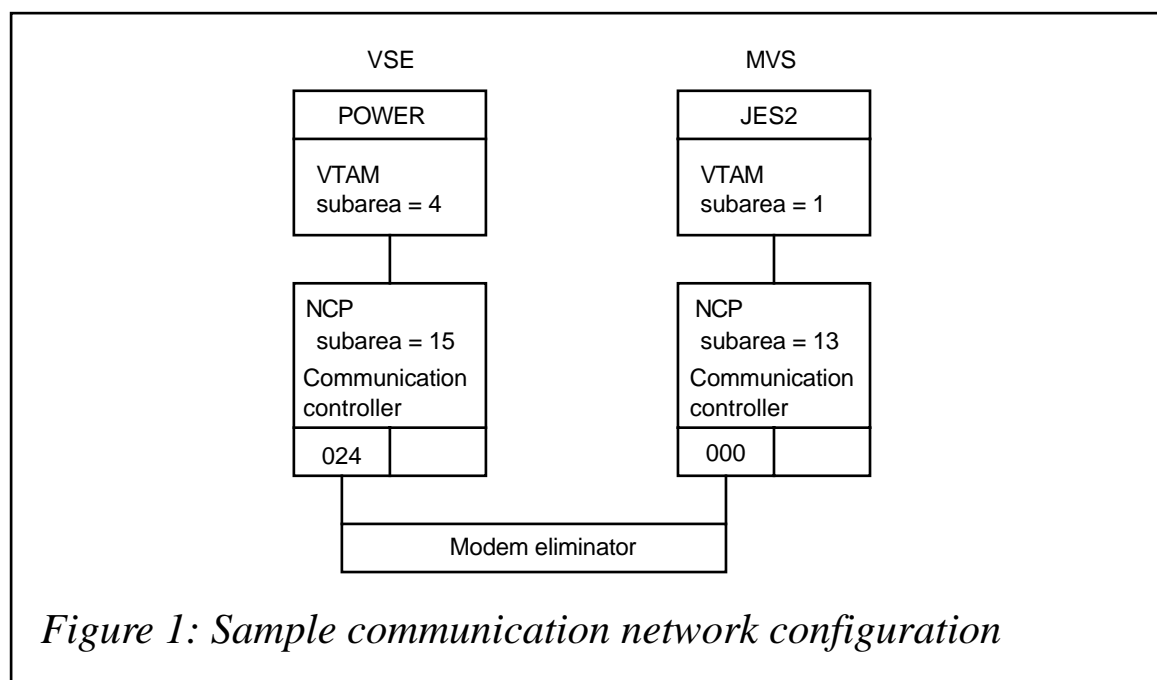 VSE
POWER
VTAM
subarea = 4
NCP
subarea = 15
Communication
controller
024
MVS
JES2
VTAM
subarea = 1
NCP
subarea = 13
Communication
controller
000
Modem eliminator
Figure 1: Sample communication network configuration